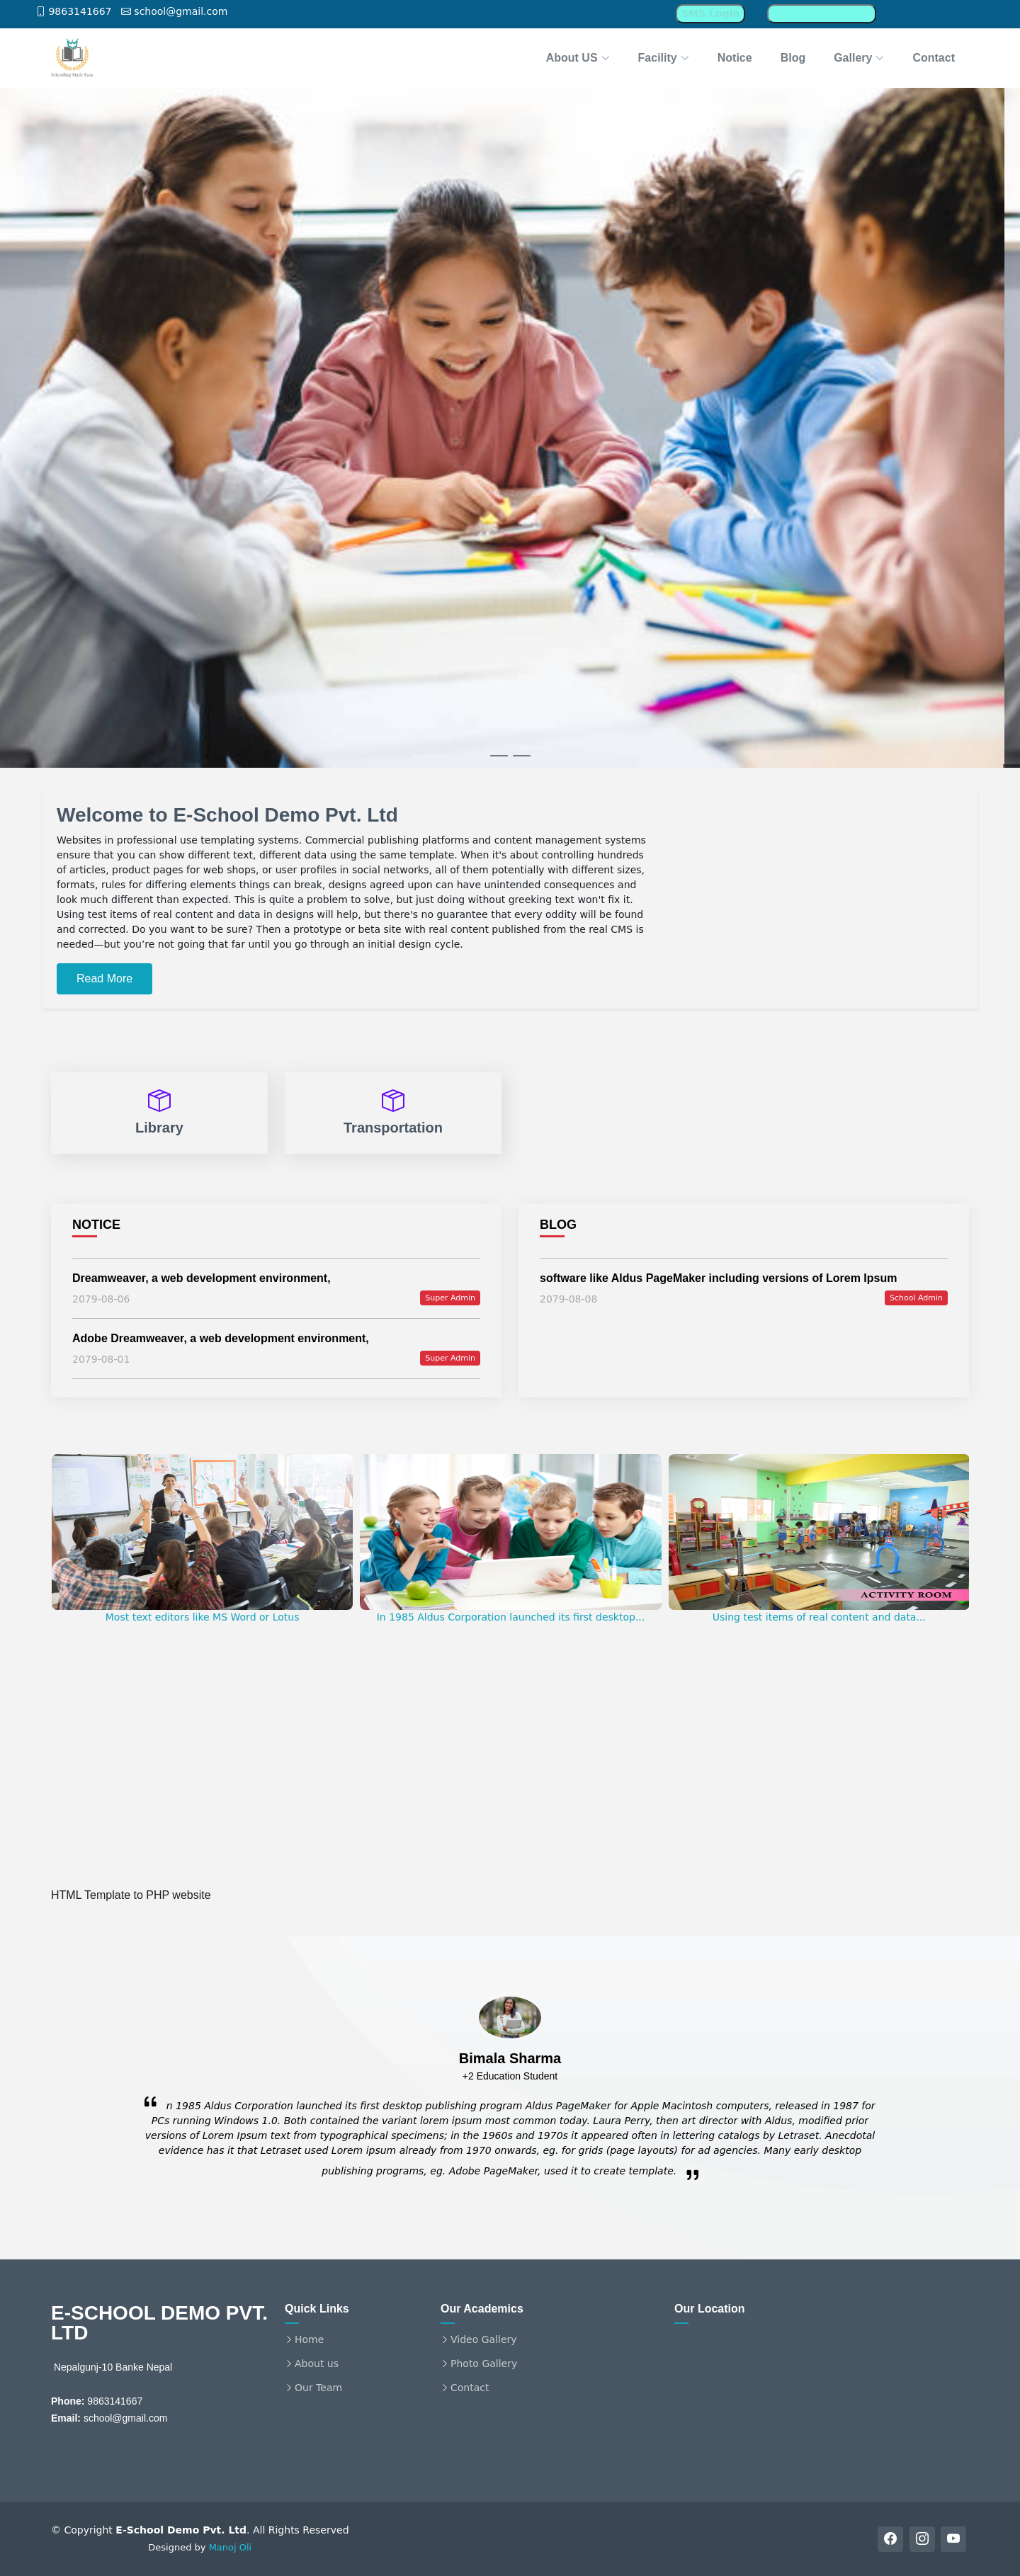 9863141667 school@gmail.com SMS Login
Schooling Made Easy
About US Facility Notice Blog Gallery Contact
Welcome to E-School Demo Pvt. Ltd
Websites in professional use templating systems. Commercial publishing platforms and content management systems
ensure that you can show different text, different data using the same template. When it's about controlling hundreds
of articles, product pages for web shops, or user profiles in social networks, all of them potentially with different sizes,
formats, rules for differing elements things can break, designs agreed upon can have unintended consequences and
look much different than expected. This is quite a problem to solve, but just doing without greeking text won't fix it.
Using test items of real content and data in designs will help, but there's no guarantee that every oddity will be found
and corrected. Do you want to be sure? Then a prototype or beta site with real content published from the real CMS is
needed—but you’re not going that far until you go through an initial design cycle.
Read More
Library
Transportation
NOTICE
Dreamweaver, a web development environment,
2079-08-06 Super Admin
Adobe Dreamweaver, a web development environment,
2079-08-01 Super Admin
BLOG
software like Aldus PageMaker including versions of Lorem Ipsum
2079-08-08 School Admin
ACTIVITY ROOM
Most text editors like MS Word or Lotus
In 1985 Aldus Corporation launched its first desktop...
Using test items of real content and data...
HTML Template to PHP website
Bimala Sharma
+2 Education Student
n 1985 Aldus Corporation launched its first desktop publishing program Aldus PageMaker for Apple Macintosh computers, released in 1987 for
PCs running Windows 1.0. Both contained the variant lorem ipsum most common today. Laura Perry, then art director with Aldus, modified prior
versions of Lorem Ipsum text from typographical specimens; in the 1960s and 1970s it appeared often in lettering catalogs by Letraset. Anecdotal
evidence has it that Letraset used Lorem ipsum already from 1970 onwards, eg. for grids (page layouts) for ad agencies. Many early desktop
publishing programs, eg. Adobe PageMaker, used it to create template.
E-SCHOOL DEMO PVT.
LTD
Nepalgunj-10 Banke Nepal
Phone: 9863141667
Email: school@gmail.com
Quick Links
Home
About us
Our Team
Our Academics
Video Gallery
Photo Gallery
Contact
Our Location
© Copyright E-School Demo Pvt. Ltd. All Rights Reserved
Designed by Manoj Oli